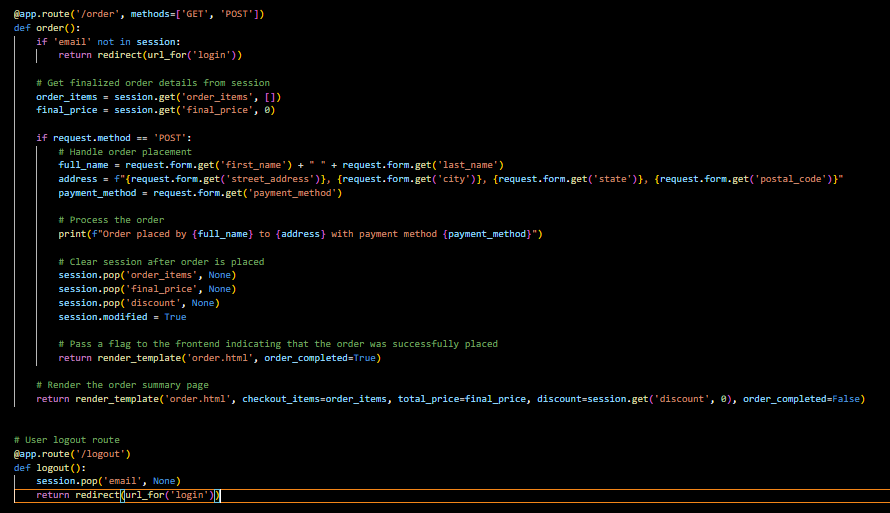 @app.route('/order', methods=['GET', 'POST'])
def order():
    if 'email' not in session:
        return redirect(url_for('login'))

    # Get finalized order details from session
    order_items = session.get('order_items', [])
    final_price = session.get('final_price', 0)

    if request.method == 'POST':
        # Handle order placement
        full_name = request.form.get('first_name') + " " + request.form.get('last_name')
        address = f"{request.form.get('street_address')}, {request.form.get('city')}, {request.form.get('state')}, {request.form.get('postal_code')}"
        payment_method = request.form.get('payment_method')

        # Process the order
        print(f"Order placed by {full_name} to {address} with payment method {payment_method}")

        # Clear session after order is placed
        session.pop('order_items', None)
        session.pop('final_price', None)
        session.pop('discount', None)
        session.modified = True

        # Pass a flag to the frontend indicating that the order was successfully placed
        return render_template('order.html', order_completed=True)

    # Render the order summary page
    return render_template('order.html', checkout_items=order_items, total_price=final_price, discount=session.get('discount', 0), order_completed=False)


# User logout route
@app.route('/logout')
def logout():
    session.pop('email', None)
    return redirect(url_for('login'))